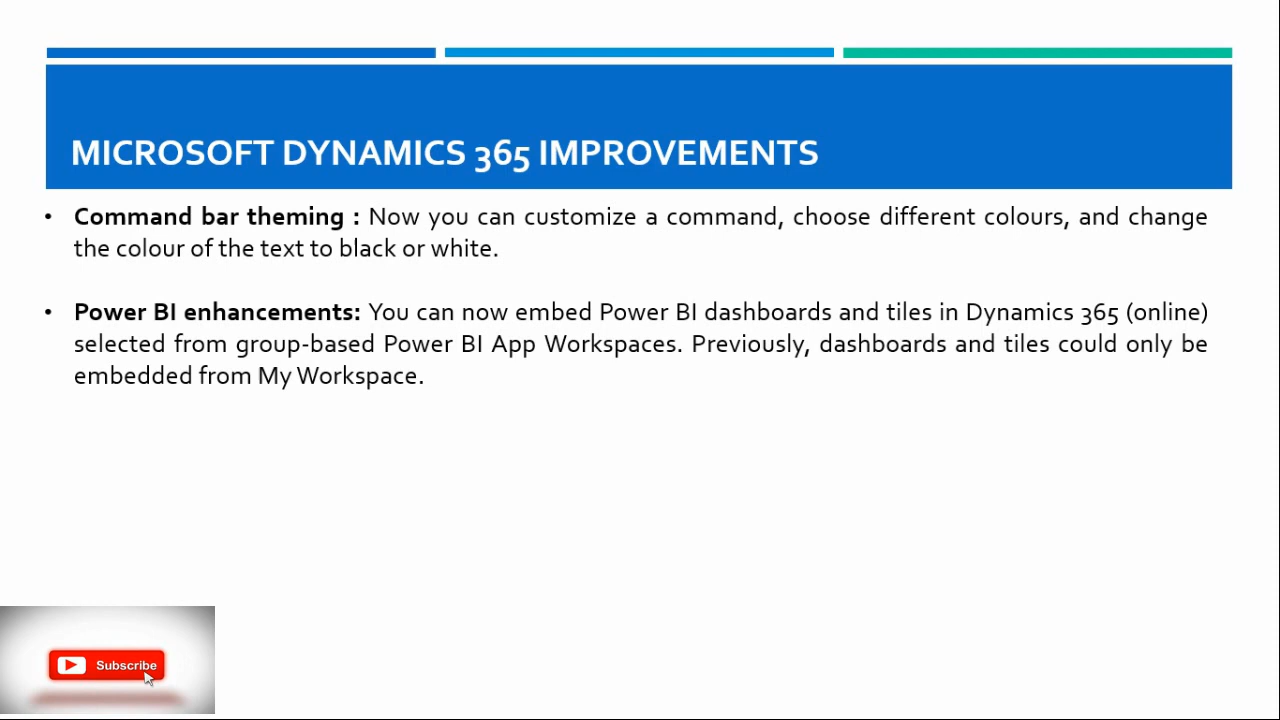 MICROSOFT DYNAMICS 365 IMPROVEMENTS
• Command bar theming : Now you can customize a command, choose different colours, and change
the colour of the text to black or white.
• Power BI enhancements: You can now embed Power BI dashboards and tiles in Dynamics 365 (online)
selected from group-based Power BI App Workspaces. Previously, dashboards and tiles could only be
embedded from My Workspace.
Subscribe